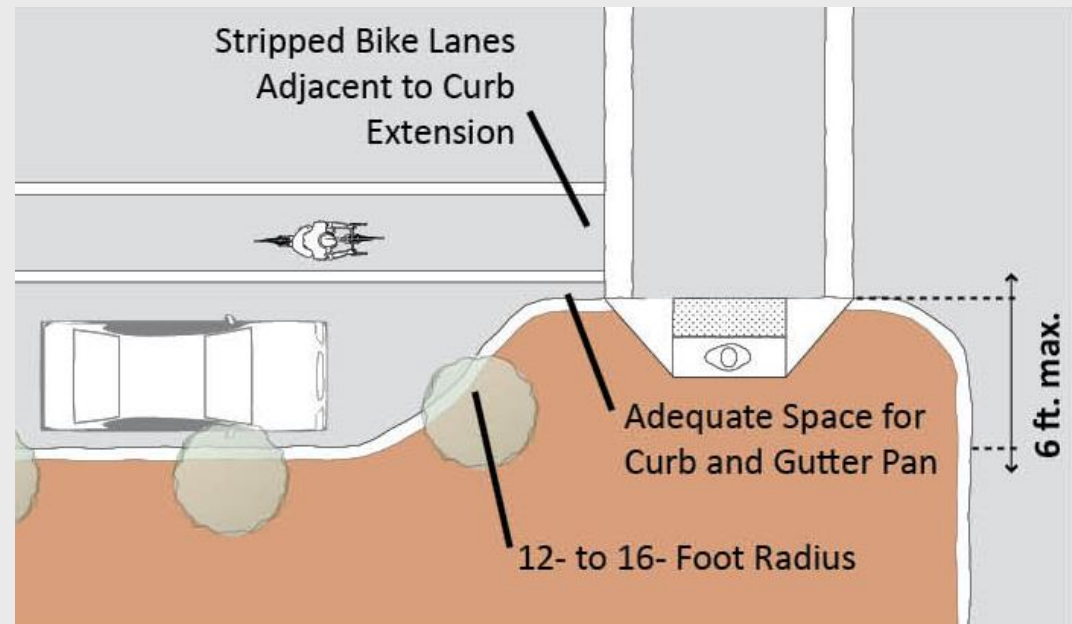 Stripped Bike Lanes
Adjacent to Curb
Extension
Adequate Space for
Curb and Gutter Pan
12- to 16- Foot Radius
6 ft. max.